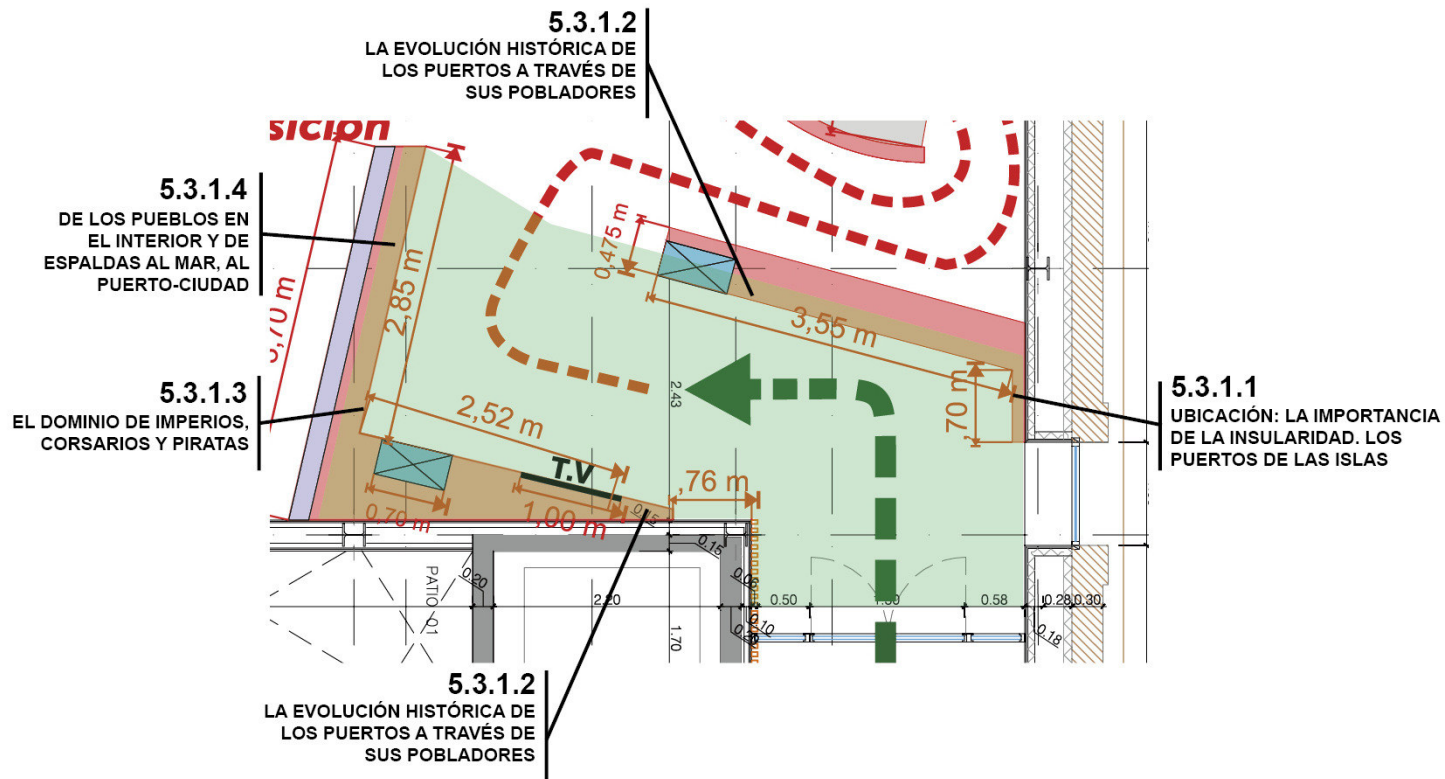 5.3.1.2
LA EVOLUCIÓN HISTÓRICA DE
LOS PUERTOS A TRAVÉS DE
SUS POBLADORES
sición
5.3.1.4
DE LOS PUEBLOS EN
EL INTERIOR Y DE
ESPALDAS AL MAR, AL
PUERTO-CIUDAD
0,475 m
2,85 m
,70 m
3,55 m
2.43
,70 m
5.3.1.3
EL DOMINIO DE IMPERIOS,
CORSARIOS Y PIRATAS
5.3.1.1
UBICACIÓN: LA IMPORTANCIA
DE LA INSULARIDAD. LOS
PUERTOS DE LAS ISLAS
2,52 m
T.V
,76 m
0,70 m
1,00 m
0.15
0.15
PATIO 01
0.20
2.20
0.50
0.58
0.28
0.30
0.10
1.70
0.18
5.3.1.2
LA EVOLUCIÓN HISTÓRICA DE
LOS PUERTOS A TRAVÉS DE
SUS POBLADORES